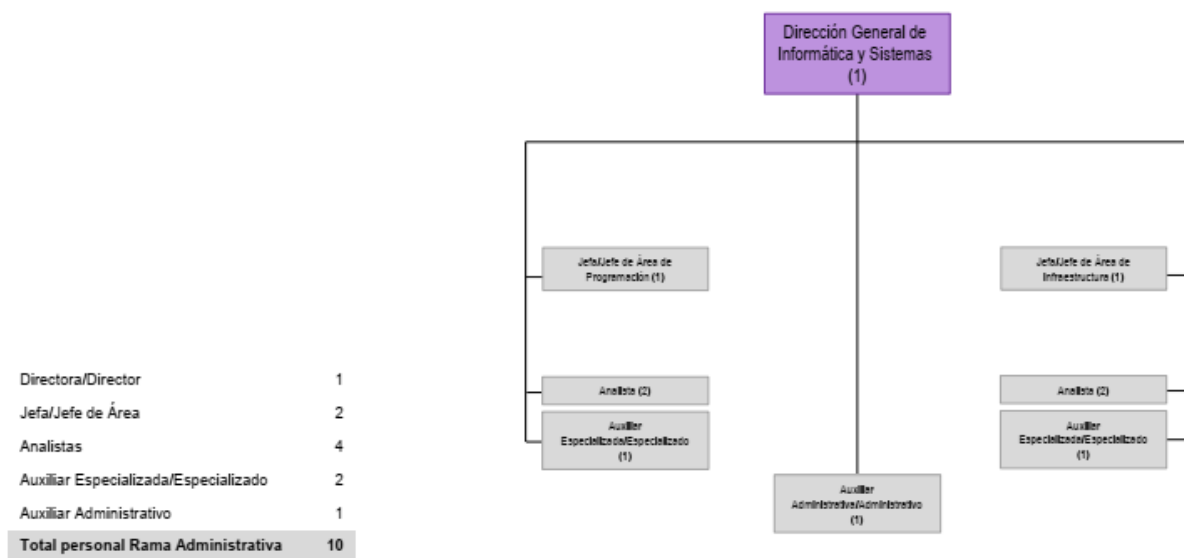 Dirección General de
Informática y Sistemas
(1)
Jefa/Jefe de Área de
Programación (1)
Jefa/Jefe de Área de
Infraestructura (1)
Analista (2)
Analista (2)
Auxiliar
Especializada/Especializado
(1)
Auxiliar
Especializada/Especializado
(1)
Auxiliar
Administrativa/Administrativo
(1)
Directora/Director 1
Jefa/Jefe de Área 2
Analistas 4
Auxiliar Especializada/Especializado 2
Auxiliar Administrativo 1
Total personal Rama Administrativa 10